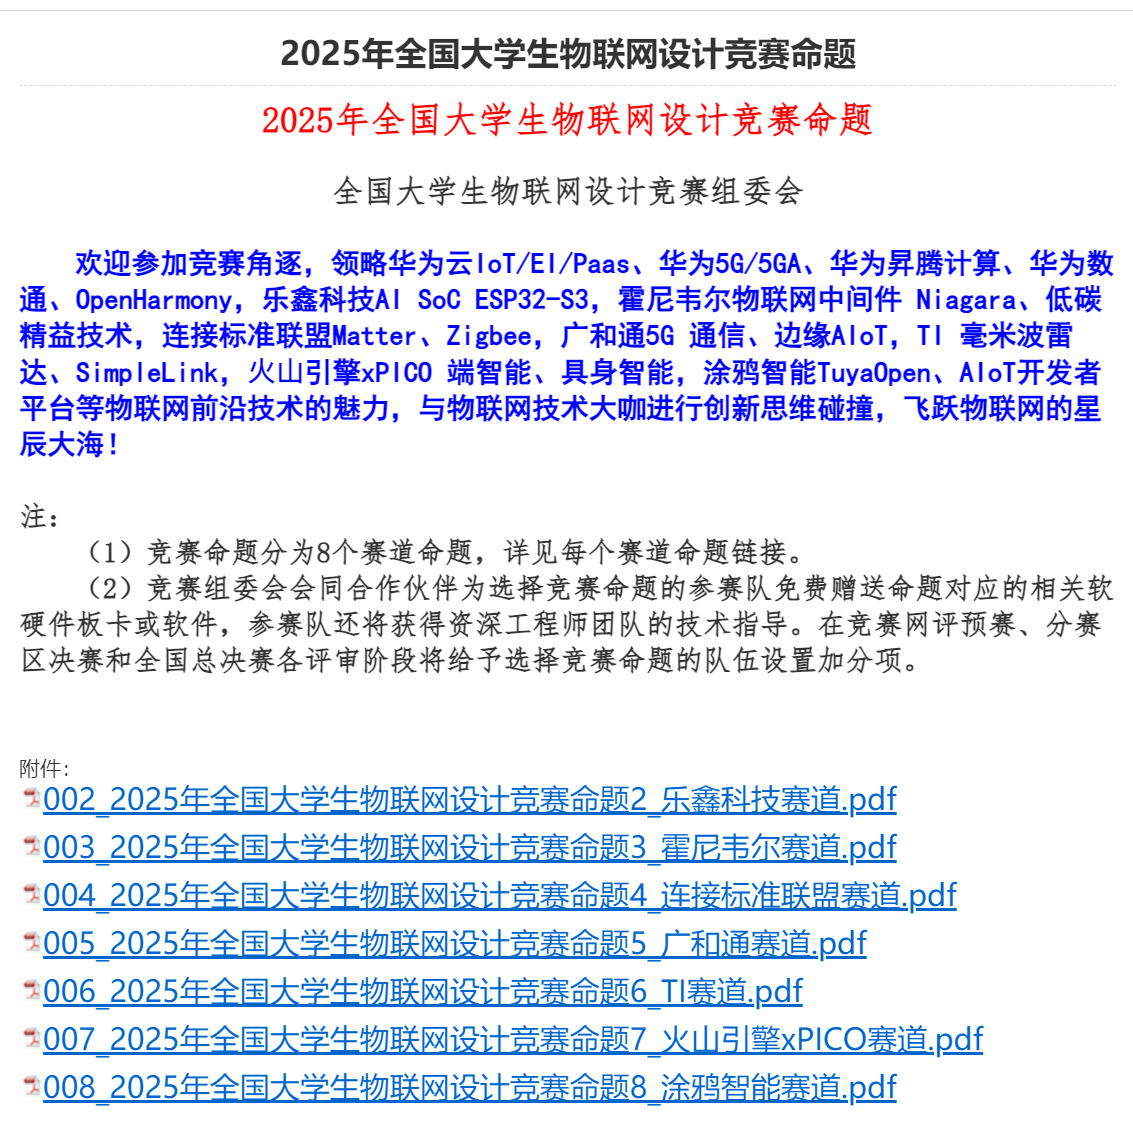 2025年全国大学生物联网设计竞赛命题
2025年全国大学生物联网设计竞赛命题
全国大学生物联网设计竞赛组委会
欢迎参加竞赛角逐，领略华为云IoT/EI/Paas、华为5G/5GA、华为昇腾计算、华为数
通、OpenHarmony，乐鑫科技AI SoC ESP32-S3，霍尼韦尔物联网中间件 Niagara、低碳
精益技术，连接标准联盟Matter、Zigbee，广和通5G 通信、边缘AIoT，TI 毫米波雷
达、SimpleLink，火山引擎xPICO 端智能、具身智能，涂鸦智能TuyaOpen、AIoT开发者
平台等物联网前沿技术的魅力，与物联网技术大咖进行创新思维碰撞，飞跃物联网的星
辰大海！
注：
（1）竞赛命题分为8个赛道命题，详见每个赛道命题链接。
（2）竞赛组委会会同合作伙伴为选择竞赛命题的参赛队免费赠送命题对应的相关软
硬件板卡或软件，参赛队还将获得资深工程师团队的技术指导。在竞赛网评预赛、分赛
区决赛和全国总决赛各评审阶段将给予选择竞赛命题的队伍设置加分项。
附件：
002_2025年全国大学生物联网设计竞赛命题2_乐鑫科技赛道.pdf
003_2025年全国大学生物联网设计竞赛命题3_霍尼韦尔赛道.pdf
004_2025年全国大学生物联网设计竞赛命题4_连接标准联盟赛道.pdf
005_2025年全国大学生物联网设计竞赛命题5_广和通赛道.pdf
006_2025年全国大学生物联网设计竞赛命题6_TI赛道.pdf
007_2025年全国大学生物联网设计竞赛命题7_火山引擎xPICO赛道.pdf
008_2025年全国大学生物联网设计竞赛命题8_涂鸦智能赛道.pdf